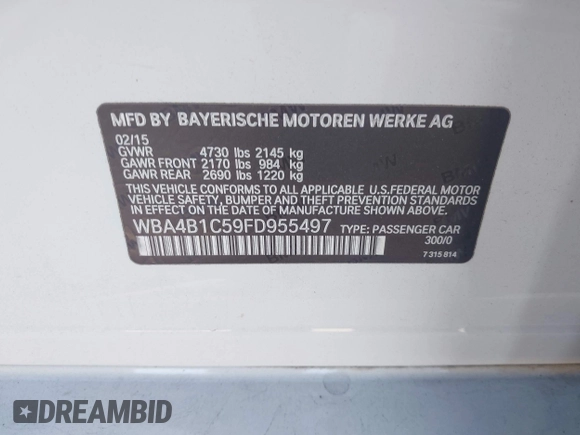 MFD BY BAYERISCHE MOTOREN WERKE AG
02/15
GVWR 4730 lbs 2145 kg
GAWR FRONT 2170 lbs 984 kg
GAWR REAR 2690 lbs 1220 kg
THIS VEHICLE CONFORMS TO ALL APPLICABLE U.S.FEDERAL MOTOR
VEHICLE SAFETY, BUMPER AND THEFT PREVENTION STANDARDS
IN EFFECT ON THE DATE OF MANUFACTURE SHOWN ABOVE.
WBA4B1C59FD955497 TYPE: PASSENGER CAR
300/0
7 315 814
DREAMBID